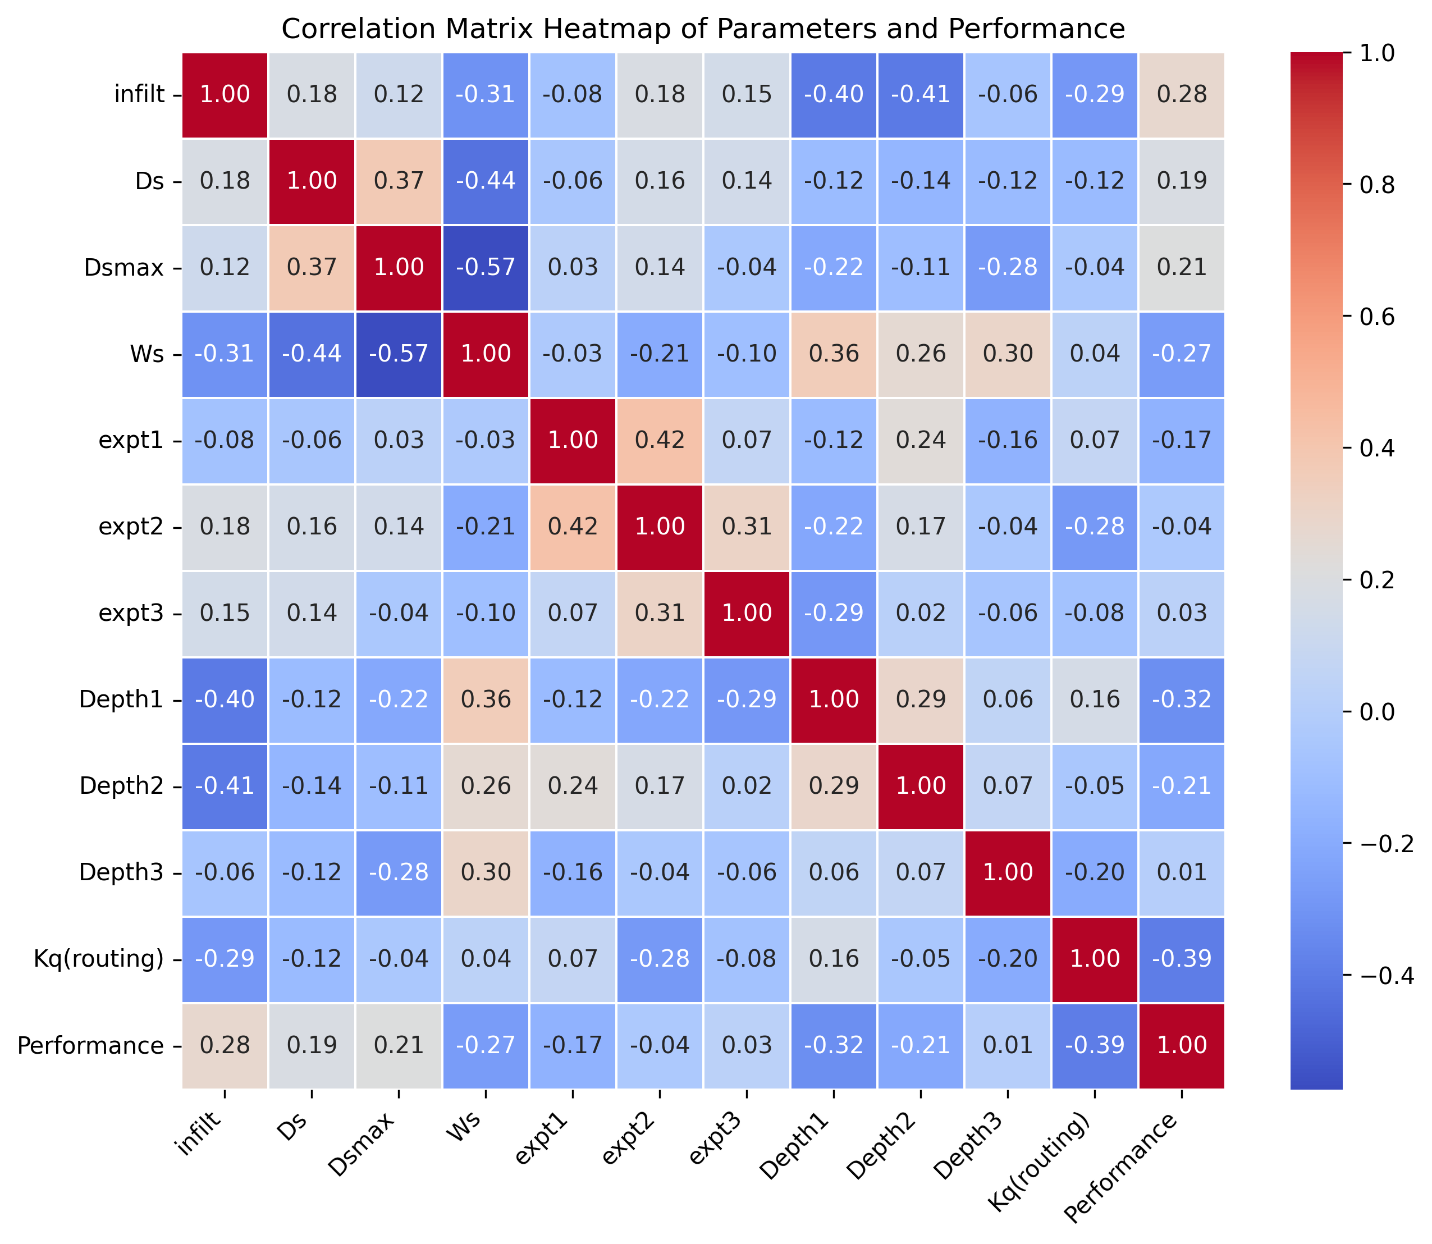 Correlation Matrix Heatmap of Parameters and Performance
infilt 1.00 0.18 0.12 -0.31 -0.08 0.18 0.15 -0.40 -0.41 -0.06 -0.29 0.28
Ds 0.18 1.00 0.37 -0.44 -0.06 0.16 0.14 -0.12 -0.14 -0.12 -0.12 0.19
Dsmax 0.12 0.37 1.00 -0.57 0.03 0.14 -0.04 -0.22 -0.11 -0.28 -0.04 0.21
Ws -0.31 -0.44 -0.57 1.00 -0.03 -0.21 -0.10 0.36 0.26 0.30 0.04 -0.27
expt1 -0.08 -0.06 0.03 -0.03 1.00 0.42 0.07 -0.12 0.24 -0.16 0.07 -0.17
expt2 0.18 0.16 0.14 -0.21 0.42 1.00 0.31 -0.22 0.17 -0.04 -0.28 -0.04
expt3 0.15 0.14 -0.04 -0.10 0.07 0.31 1.00 -0.29 0.02 -0.06 -0.08 0.03
Depth1 -0.40 -0.12 -0.22 0.36 -0.12 -0.22 -0.29 1.00 0.29 0.06 0.16 -0.32
Depth2 -0.41 -0.14 -0.11 0.26 0.24 0.17 0.02 0.29 1.00 0.07 -0.05 -0.21
Depth3 -0.06 -0.12 -0.28 0.30 -0.16 -0.04 -0.06 0.06 0.07 1.00 -0.20 0.01
Kq(routing) -0.29 -0.12 -0.04 0.04 0.07 -0.28 -0.08 0.16 -0.05 -0.20 1.00 -0.39
Performance 0.28 0.19 0.21 -0.27 -0.17 -0.04 0.03 -0.32 -0.21 0.01 -0.39 1.00
infilt Ds Dsmax Ws expt1 expt2 expt3 Depth1 Depth2 Depth3 Kq(routing) Performance
1.0
0.8
0.6
0.4
0.2
0.0
−0.2
−0.4